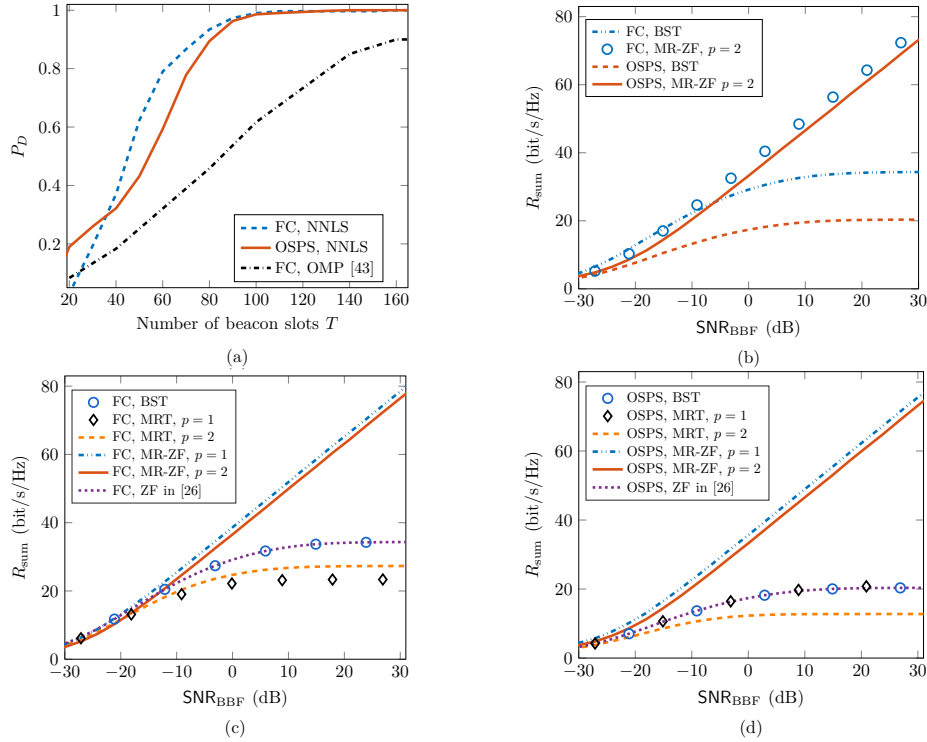 1
0.8
0.6
0.4
0.2
20
40
60
80
100
120
140
160
P_D
Number of beacon slots T
FC, NNLS
OSPS, NNLS
FC, OMP [43]
(a)
80
60
40
20
0
−30
−20
−10
0
10
20
30
R_sum (bit/s/Hz)
SNR_BBF (dB)
FC, BST
FC, MR-ZF, p = 2
OSPS, BST
OSPS, MR-ZF p = 2
(b)
80
60
40
20
0
−30
−20
−10
0
10
20
30
R_sum (bit/s/Hz)
SNR_BBF (dB)
FC, BST
FC, MRT, p = 1
FC, MRT, p = 2
FC, MR-ZF, p = 1
FC, MR-ZF, p = 2
FC, ZF in [26]
(c)
80
60
40
20
0
−30
−20
−10
0
10
20
30
R_sum (bit/s/Hz)
SNR_BBF (dB)
OSPS, BST
OSPS, MRT, p = 1
OSPS, MRT, p = 2
OSPS, MR-ZF, p = 1
OSPS, MR-ZF, p = 2
OSPS, ZF in [26]
(d)